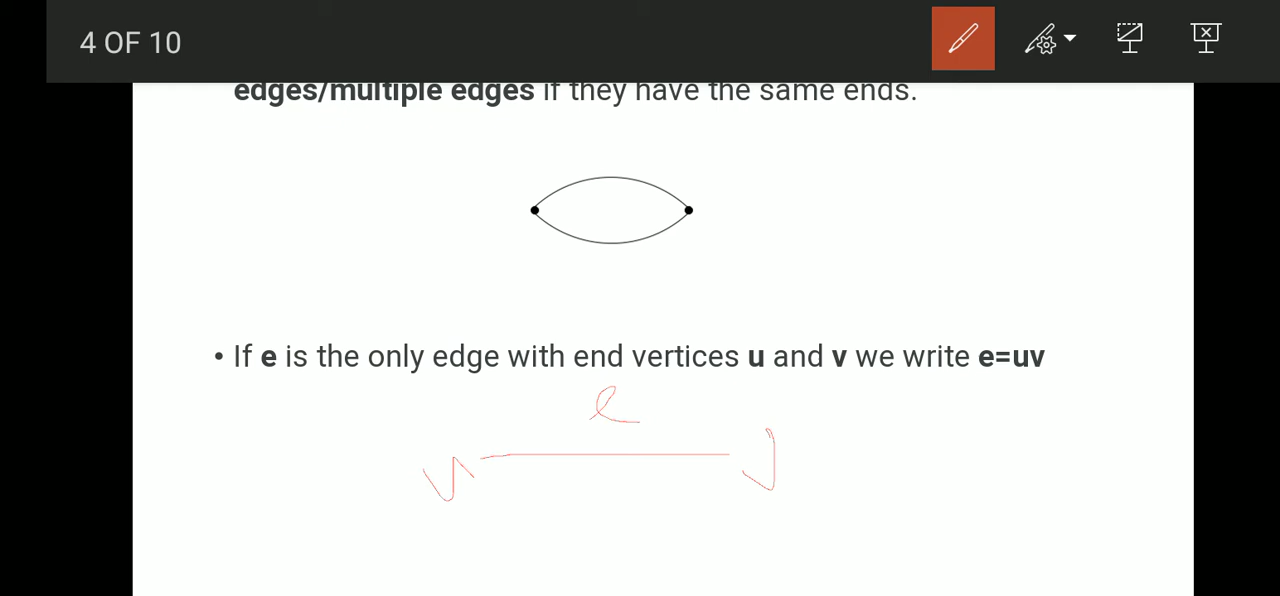 4 OF 10
edges/multiple edges if they have the same ends.
• If e is the only edge with end vertices u and v we write e=uv
e
u v